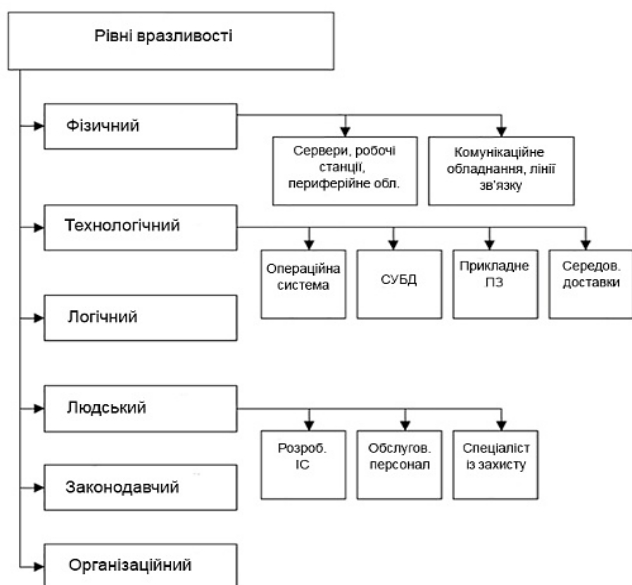 Рівні вразливості
Фізичний
Сервери, робочі
станції,
периферійне обл.
Комунікаційне
обладнання, лінії
зв'язку
Технологічний
Операційна
система
СУБД
Прикладне
ПЗ
Середов.
доставки
Логічний
Людський
Розроб.
ІС
Обслугов.
персонал
Спеціаліст
із захисту
Законодавчий
Організаційний